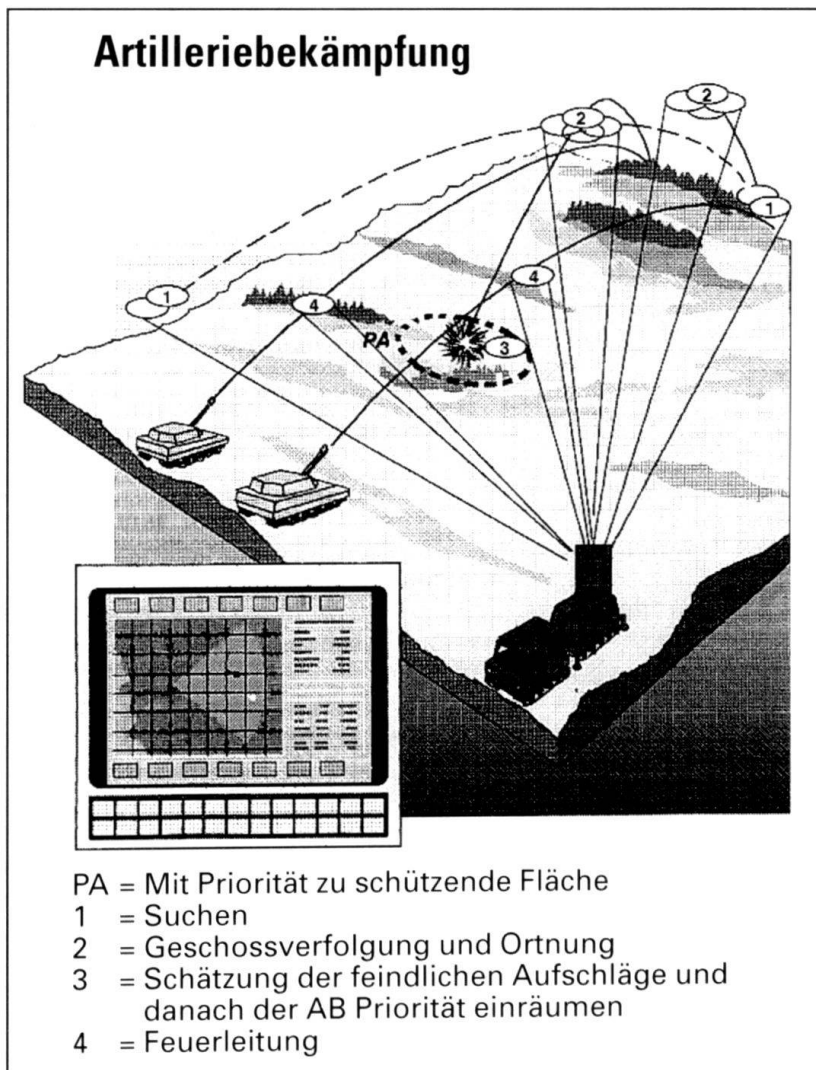 Artilleriebekämpfung
2
2
1
4
1
4
PA
3
PA = Mit Priorität zu schützende Fläche
1 = Suchen
2 = Geschossverfolgung und Ortnung
3 = Schätzung der feindlichen Aufschläge und
danach der AB Priorität einräumen
4 = Feuerleitung